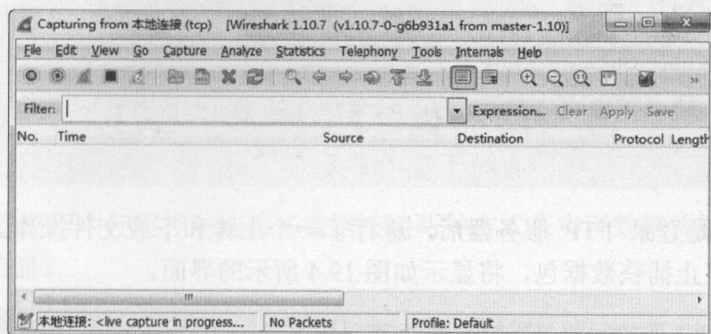 Capturing from 本地连接 (tcp) [Wireshark 1.10.7 (v1.10.7-0-g6b931a1 from master-1.10)]
File Edit View Go Capture Analyze Statistics Telephony Tools Internals Help
Filter: Expression... Clear Apply Save
No. Time Source Destination Protocol Length
本地连接: <live capture in progress... No Packets Profile: Default